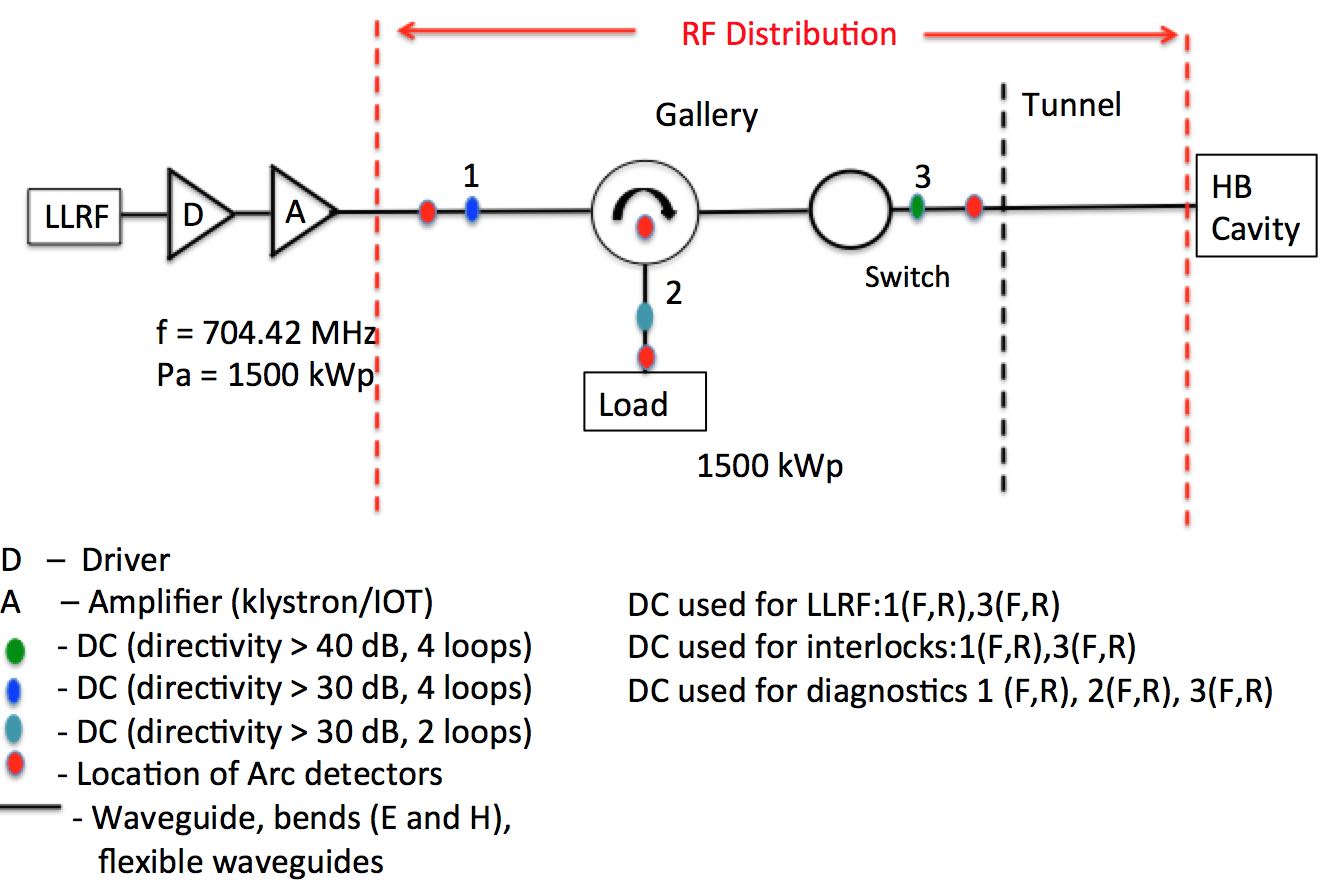 RF Distribution
Gallery
Tunnel
LLRF
D
A
1
3
HB
Cavity
Switch
2
f = 704.42 MHz
Pa = 1500 kWp
Load
1500 kWp
D – Driver
A – Amplifier (klystron/IOT)
- DC (directivity > 40 dB, 4 loops)
- DC (directivity > 30 dB, 4 loops)
- DC (directivity > 30 dB, 2 loops)
- Location of Arc detectors
- Waveguide, bends (E and H),
flexible waveguides
DC used for LLRF:1(F,R),3(F,R)
DC used for interlocks:1(F,R),3(F,R)
DC used for diagnostics 1 (F,R), 2(F,R), 3(F,R)